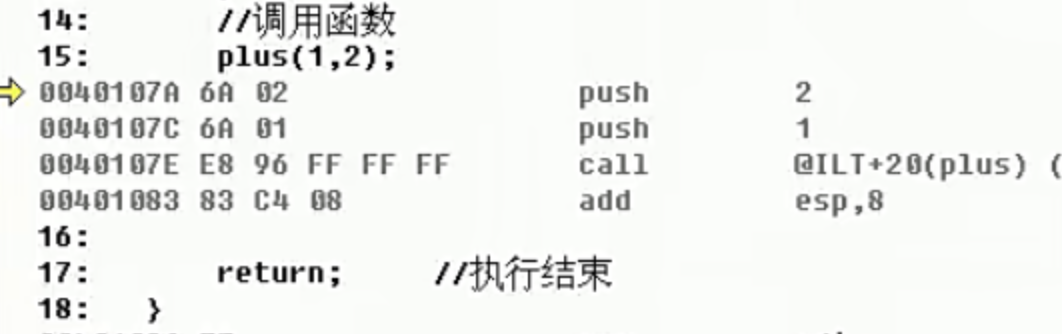 14: //调用函数
15: plus(1,2);
0040107A 6A 02 push 2
0040107C 6A 01 push 1
0040107E E8 96 FF FF FF call @ILT+20(plus) (
00401083 83 C4 08 add esp,8
16:
17: return; //执行结束
18: }